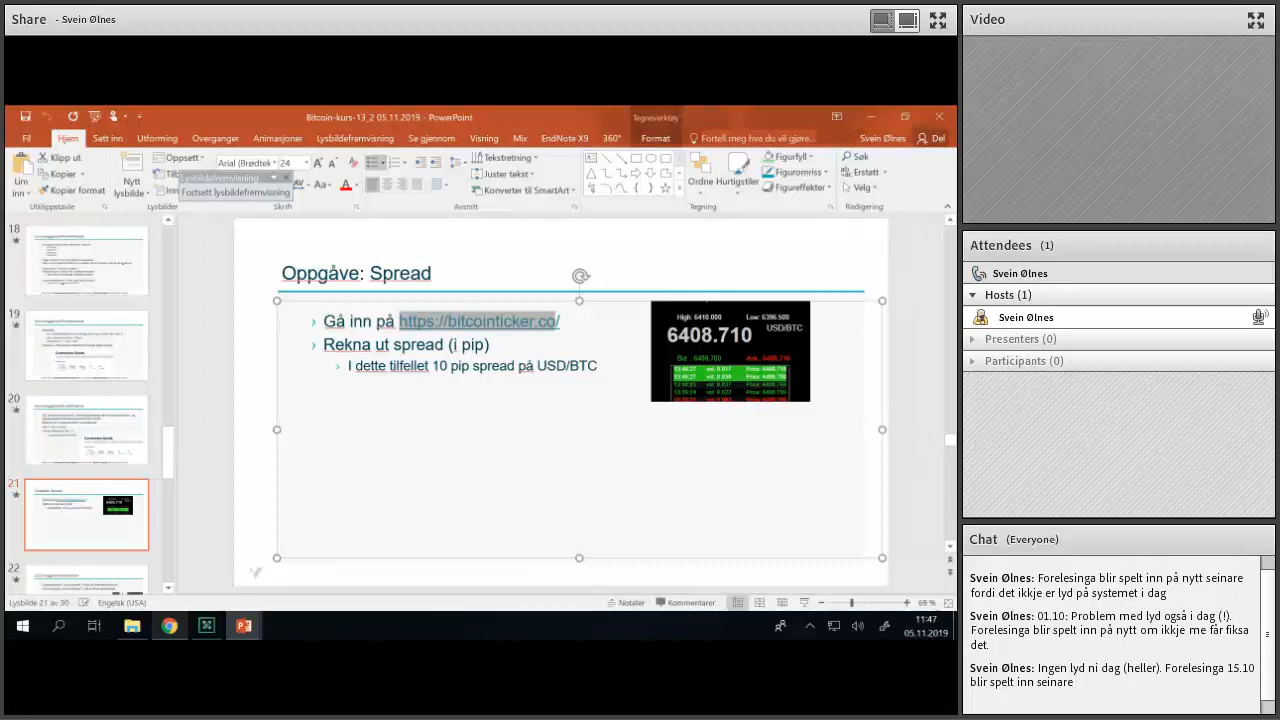 Share - Svein Ølnes
Video
Bitcoin-kurs-13_2 05.11.2019 - PowerPoint
Tegneverktøy
Fil Hjem Sett inn Utforming Overganger Animasjoner Lysbildefremvisning Se gjennom Visning Mix EndNote X9 360° Format Fortell meg hva du vil gjøre... Svein Ølnes Del
Lim inn
Klipp ut
Kopier
Kopier format
Utklippstavle
Nytt lysbilde
Oppsett
Lysbilder
Lysbildefremvisning
Fortsett lysbildefremvisning
Arial (Brødtek 24
Skrift
Tekstretning
Juster tekst
Konverter til SmartArt
Avsnitt
Ordne Hurtigstiler
Figurfyll
Figuromriss
Figureffekter
Tegning
Søk
Erstatt
Velg
Redigering
18
19
20
21
22
Oppgåve: Spread
Gå inn på https://bitcointicker.co/
Rekna ut spread (i pip)
I dette tilfellet 10 pip spread på USD/BTC
High: 6410.000 Low: 6396.500
6408.710 USD/BTC
Bid: 6408.700
Lysbilde 21 av 30 Engelsk (USA) Notater Kommentarer 69 %
11:47
05.11.2019
Attendees (1)
Svein Ølnes
Hosts (1)
Svein Ølnes
Presenters (0)
Participants (0)
Chat (Everyone)
Svein Ølnes: Forelesinga blir spelt inn på nytt
fordi det ikkje er lyd på systemet i dag
Svein Ølnes: 01.10: Problem med lyd også i dag (!).
Forelesinga blir spelt inn på nytt om ikkje me får fiksa
det.
Svein Ølnes: Ingen lyd ni dag (heller). Forelesinga 15.10
blir spelt inn seinare